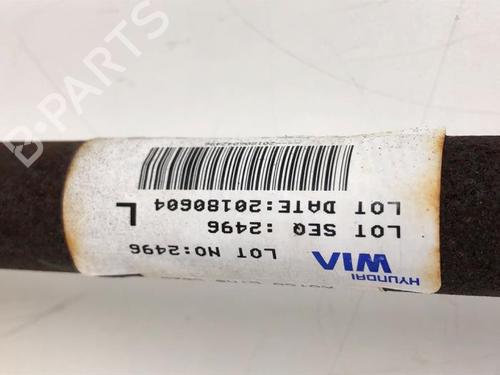 HYUNDAI
WIA
LOT NO:2496
LOT SEQ :2496
LOT DATE:20180604
L
B-PARTS